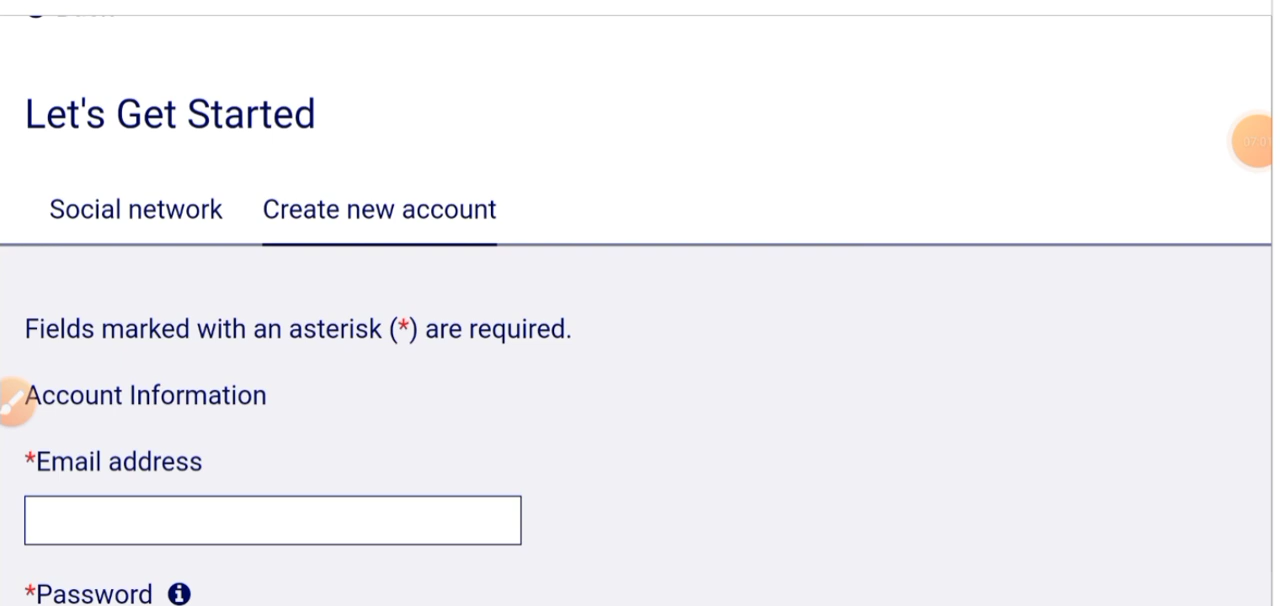 Let's Get Started
Social network Create new account
Fields marked with an asterisk (*) are required.
Account Information
*Email address
*Password